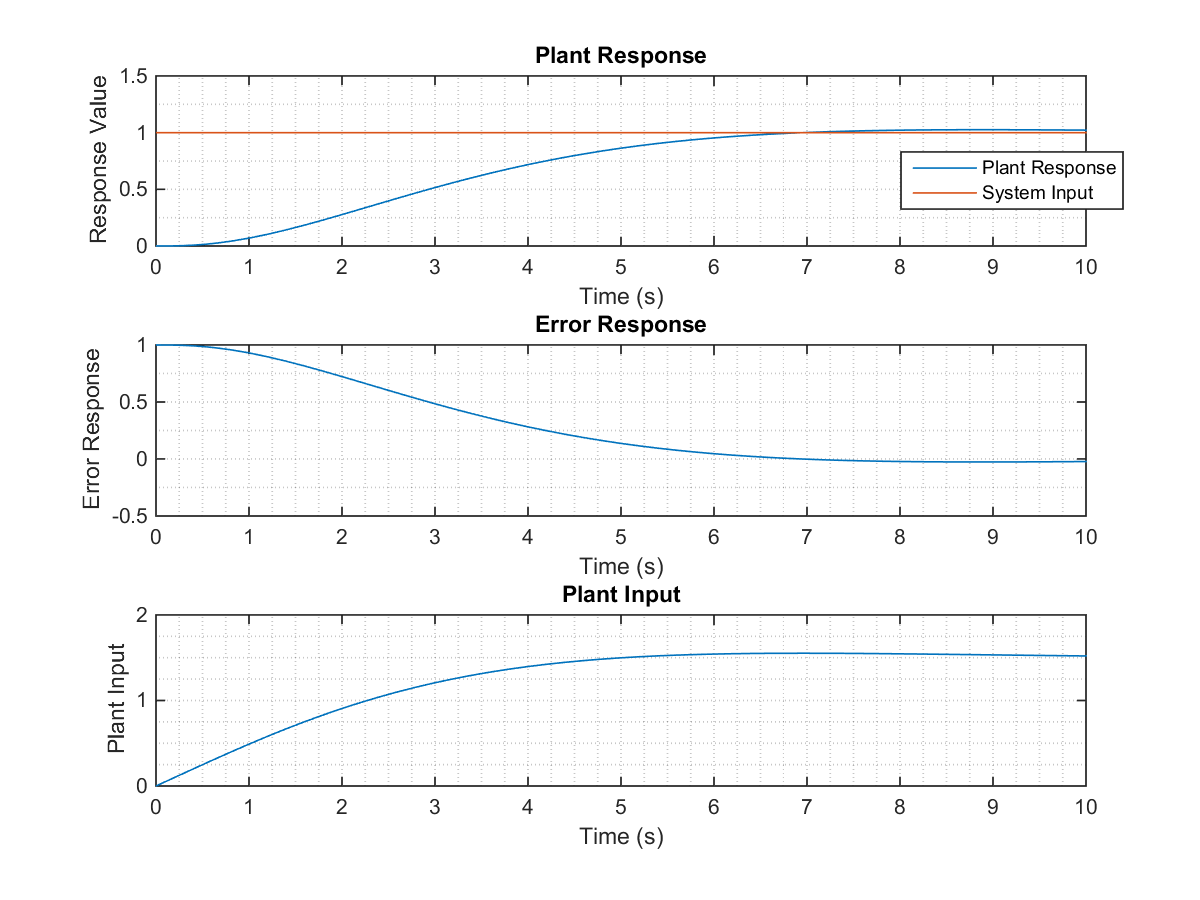 Plant Response
Response Value
1.5
1
0.5
0
Plant Response
System Input
0 1 2 3 4 5 6 7 8 9 10
Time (s)
Error Response
Error Response
1
0.5
0
-0.5
0 1 2 3 4 5 6 7 8 9 10
Time (s)
Plant Input
Plant Input
2
1
0
0 1 2 3 4 5 6 7 8 9 10
Time (s)